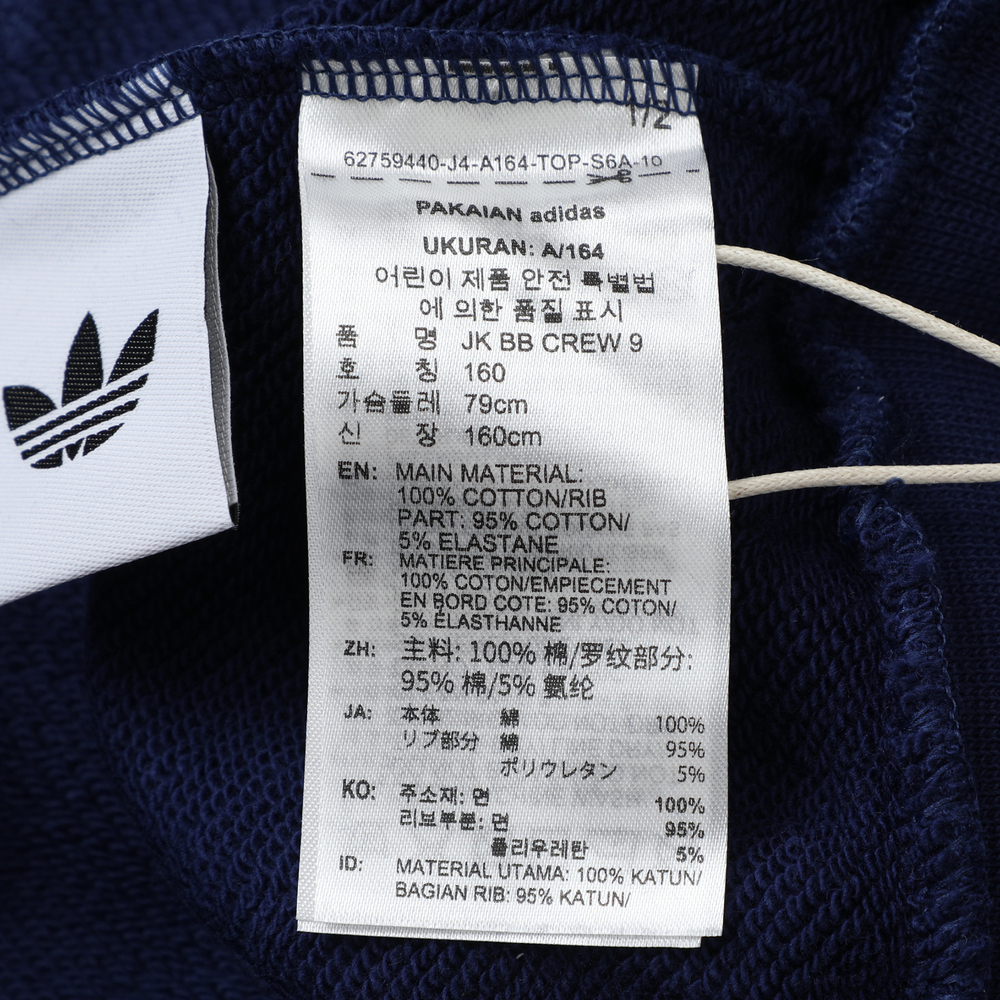 1/2
62759440-J4-A164-TOP-S6A-10
PAKAIAN adidas
UKURAN: A/164
어린이 제품 안전 특별법
에 의한 품질 표시
품 명 JK BB CREW 9
호 칭 160
가슴둘레 79cm
신 장 160cm
EN: MAIN MATERIAL:
100% COTTON/RIB
PART: 95% COTTON/
5% ELASTANE
FR: MATIERE PRINCIPALE:
100% COTON/EMPIECEMENT
EN BORD COTE: 95% COTON/
5% ÉLASTHANNE
ZH: 主料: 100% 棉/罗纹部分:
95% 棉/5% 氨纶
JA: 本体 綿 100%
リブ部分 綿 95%
ポリウレタン 5%
KO: 주소재: 면 100%
리브부분: 면 95%
폴리우레탄 5%
ID: MATERIAL UTAMA: 100% KATUN/
BAGIAN RIB: 95% KATUN/